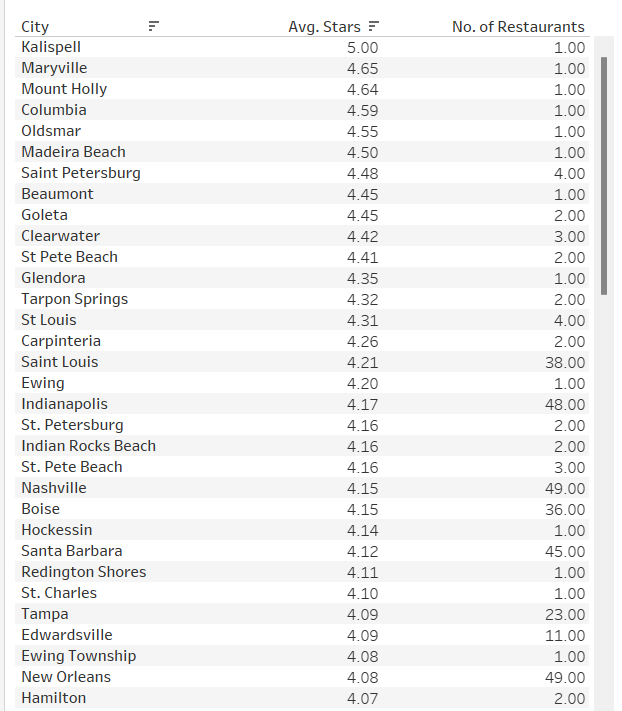 City Avg. Stars No. of Restaurants
Kalispell 5.00 1.00
Maryville 4.65 1.00
Mount Holly 4.64 1.00
Columbia 4.59 1.00
Oldsmar 4.55 1.00
Madeira Beach 4.50 1.00
Saint Petersburg 4.48 4.00
Beaumont 4.45 1.00
Goleta 4.45 2.00
Clearwater 4.42 3.00
St Pete Beach 4.41 2.00
Glendora 4.35 1.00
Tarpon Springs 4.32 2.00
St Louis 4.31 4.00
Carpinteria 4.26 2.00
Saint Louis 4.21 38.00
Ewing 4.20 1.00
Indianapolis 4.17 48.00
St. Petersburg 4.16 2.00
Indian Rocks Beach 4.16 2.00
St. Pete Beach 4.16 3.00
Nashville 4.15 49.00
Boise 4.15 36.00
Hockessin 4.14 1.00
Santa Barbara 4.12 45.00
Redington Shores 4.11 1.00
St. Charles 4.10 1.00
Tampa 4.09 23.00
Edwardsville 4.09 11.00
Ewing Township 4.08 1.00
New Orleans 4.08 49.00
Hamilton 4.07 2.00